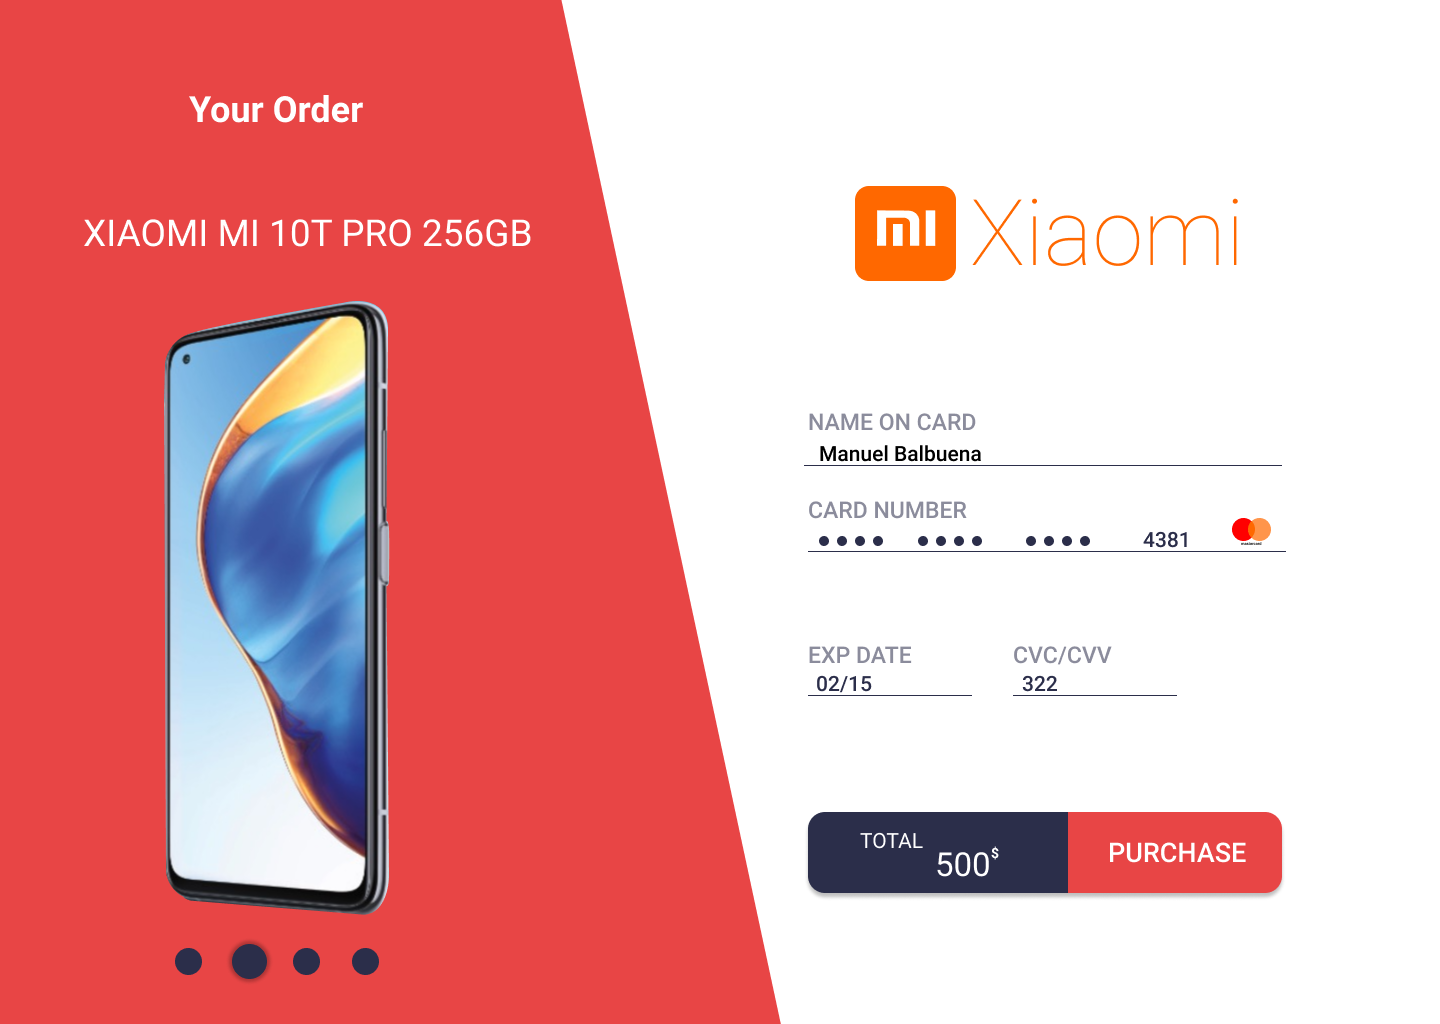 Your Order
XIAOMI MI 10T PRO 256GB
mi Xiaomi
NAME ON CARD
Manuel Balbuena
CARD NUMBER
•••• •••• •••• 4381
mastercard
EXP DATE
02/15
CVC/CVV
322
TOTAL
500$
PURCHASE